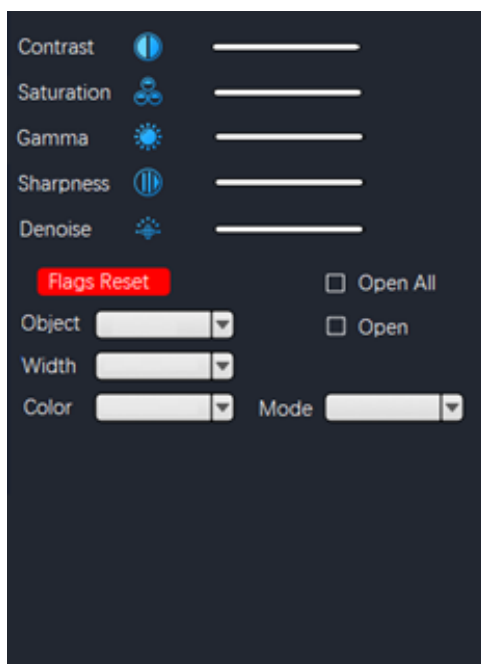 Contrast
Saturation
Gamma
Sharpness
Denoise
Flags Reset Open All
Object Open
Width
Color Mode